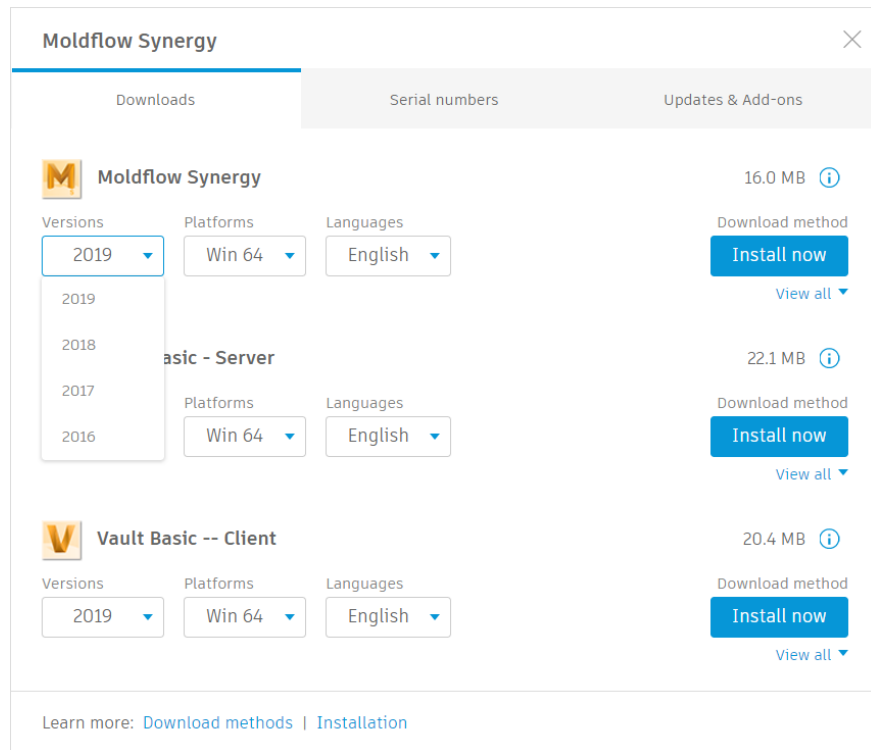 Moldflow Synergy
Downloads Serial numbers Updates & Add-ons
Moldflow Synergy 16.0 MB
Versions Platforms Languages Download method
2019 Win 64 English Install now
View all
2019
2018
2017
2016
asic - Server 22.1 MB
Platforms Languages Download method
Win 64 English Install now
View all
Vault Basic -- Client 20.4 MB
Versions Platforms Languages Download method
2019 Win 64 English Install now
View all
Learn more: Download methods | Installation